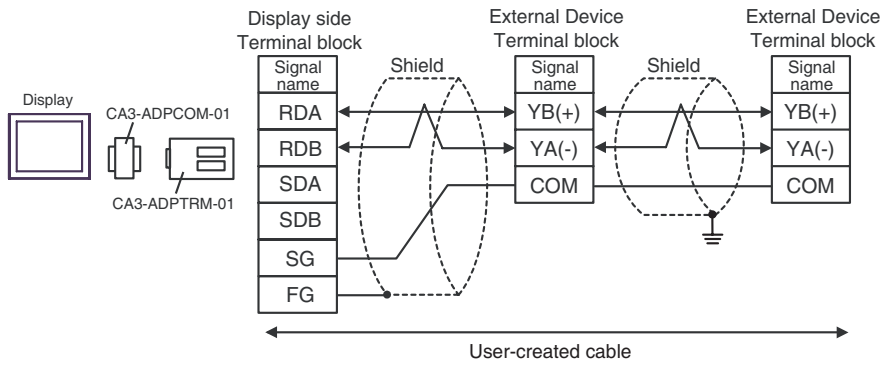 Display side
Terminal block
External Device
Terminal block
External Device
Terminal block
Signal
name
Shield
Signal
name
Shield
Signal
name
Display
CA3-ADPCOM-01
CA3-ADPTRM-01
RDA
YB(+)
YB(+)
RDB
YA(-)
YA(-)
SDA
COM
COM
SDB
SG
FG
User-created cable